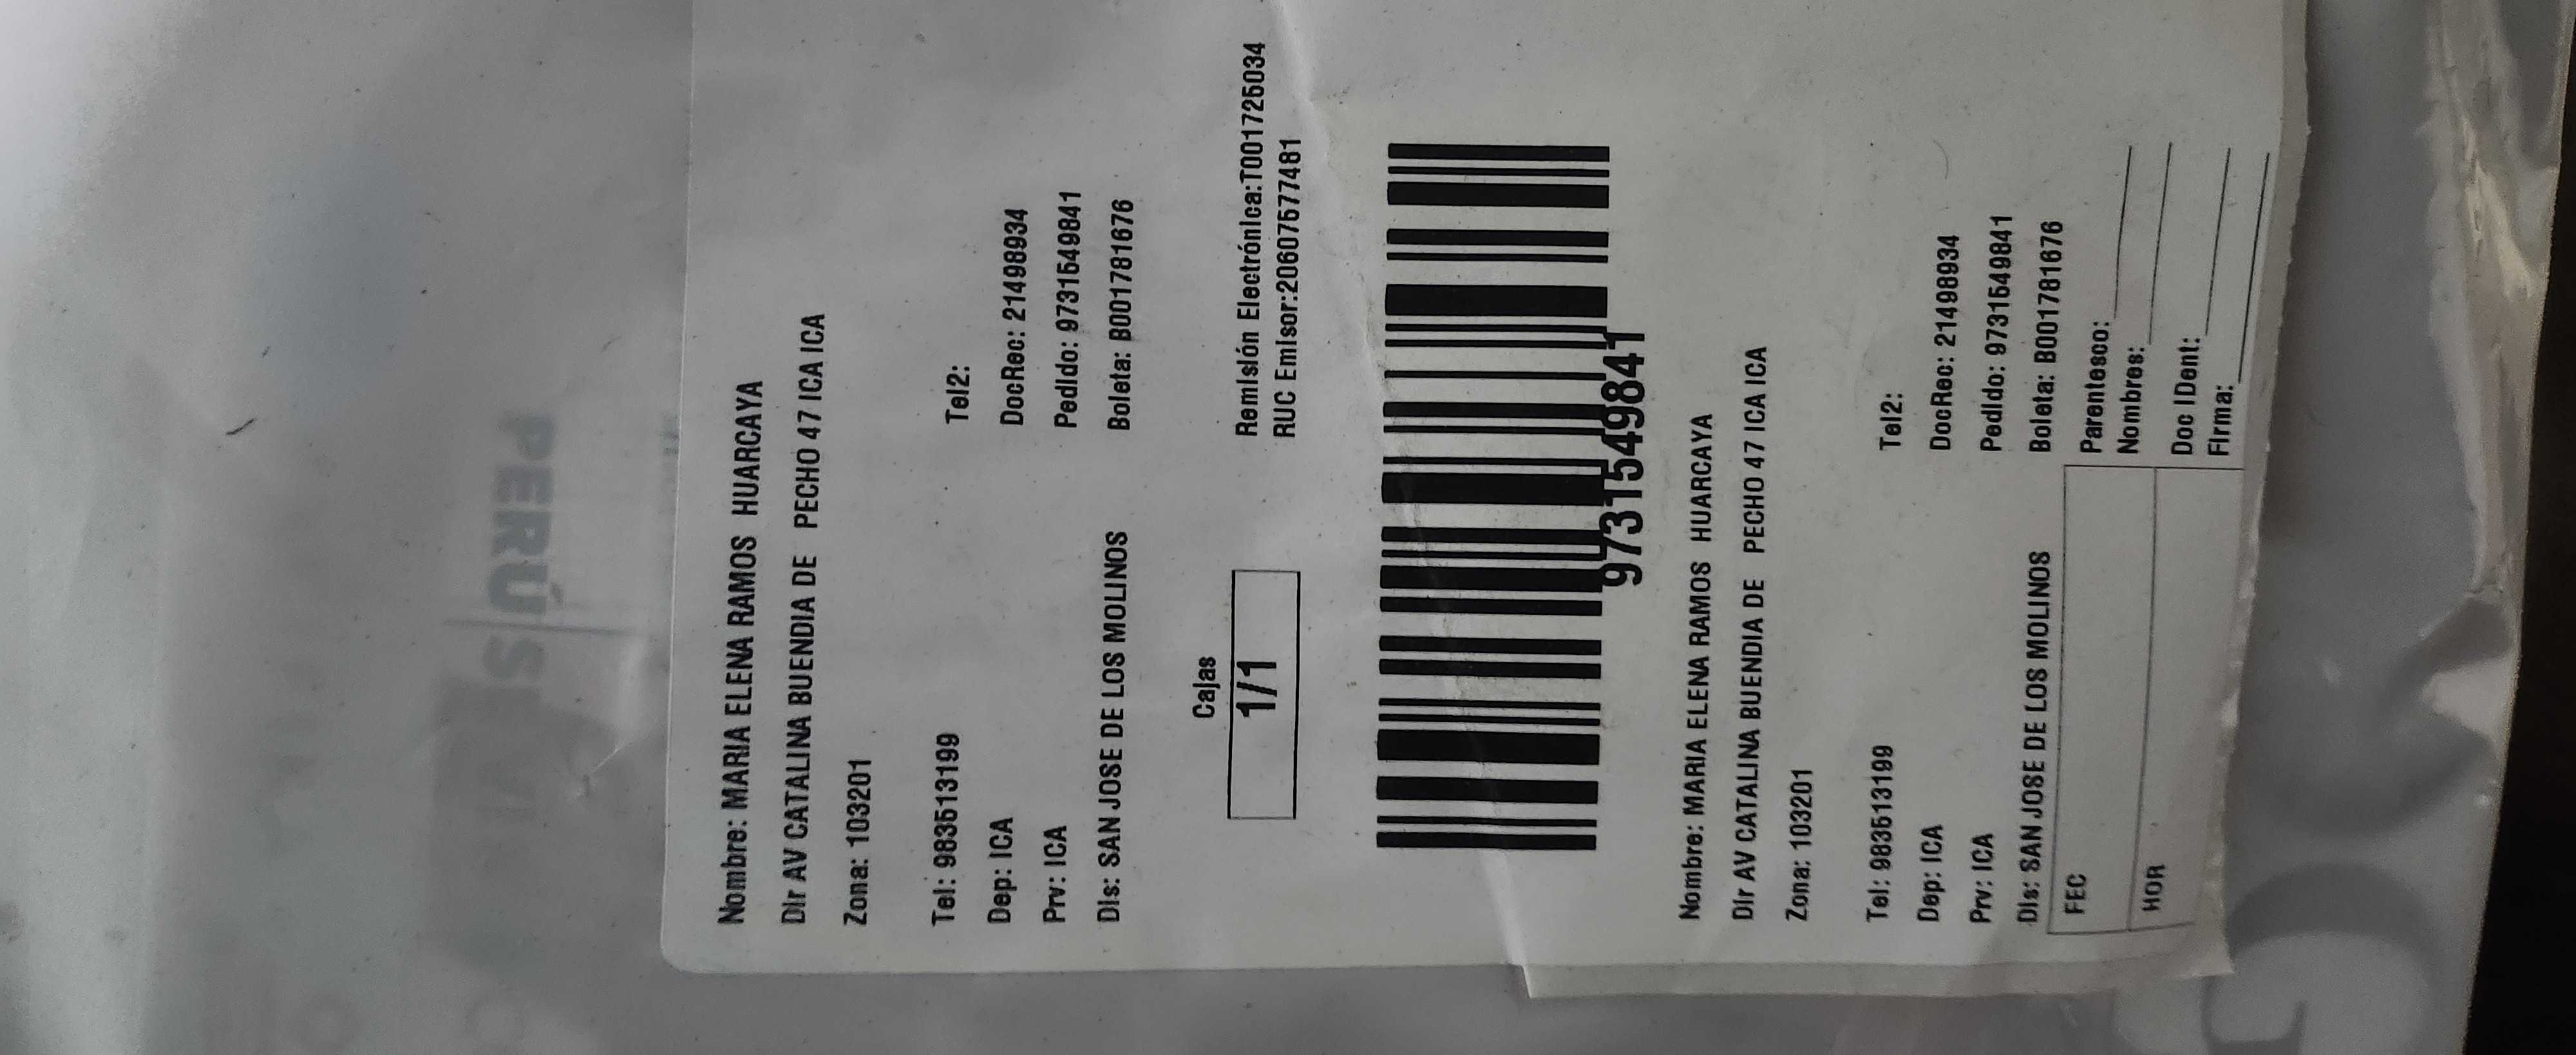 PERÚ
Nombre: MARIA ELENA RAMOS HUARCAYA
Dir AV CATALINA BUENDIA DE PECHO 47 ICA ICA
Zona: 103201
Tel: 983513199 Tel2:
Dep: ICA DocRec: 21498934
Prv: ICA Pedido: 9731549841
Dis: SAN JOSE DE LOS MOLINOS Boleta: B001781676
Cajas
1/1
Remisión Electrónica:T001725034
RUC Emisor:20607577481
9731549841
Nombre: MARIA ELENA RAMOS HUARCAYA
Dir AV CATALINA BUENDIA DE PECHO 47 ICA ICA
Zona: 103201
Tel: 983513199 Tel2:
Dep: ICA DocRec: 21498934
Prv: ICA Pedido: 9731549841
Dis: SAN JOSE DE LOS MOLINOS Boleta: B001781676
FEC
HOR
Parentesco:
Nombres:
Doc IDent:
Firma: